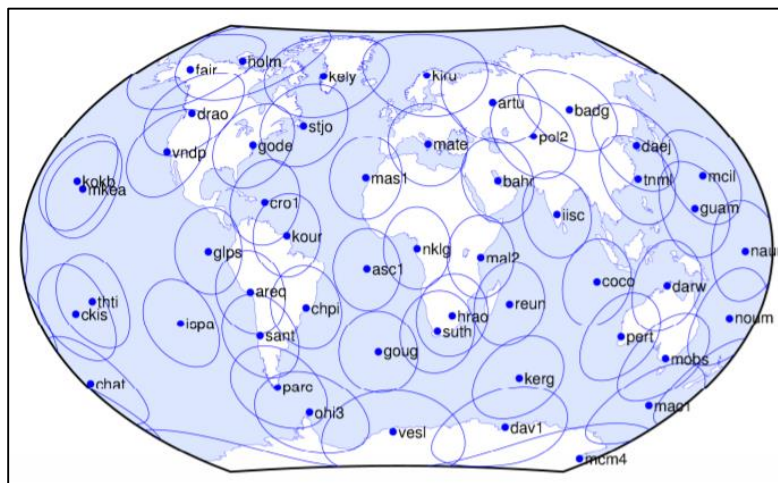 fair
holm
kely
kiru
drao
stjo
artu
badg
vndp
gode
mate
pol2
daej
kokb
mkea
mas1
bahr
tnml
mcil
cro1
iisc
guam
kour
glps
nklg
mal2
nau
asc1
areq
chpi
reun
coco
darw
thti
ckis
ispa
sant
hrao
suth
noum
pert
goug
mobs
chat
parc
kerg
ohi3
mac1
vesl
dav1
mcm4